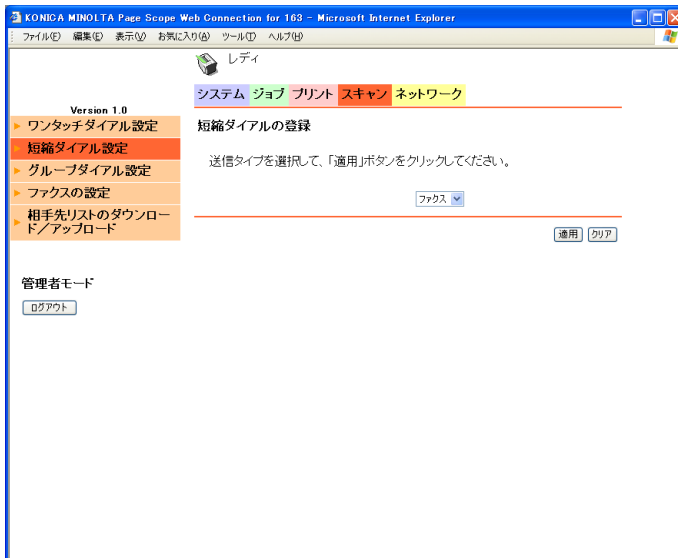 KONICA MINOLTA Page Scope Web Connection for 163 - Microsoft Internet Explorer
ファイル(F) 編集(E) 表示(V) お気に入り(A) ツール(T) ヘルプ(H)
レディ
システム ジョブ プリント スキャン ネットワーク
Version 1.0
ワンタッチダイアル設定
短縮ダイアル設定
グループダイアル設定
ファクスの設定
相手先リストのダウンロー
ド／アップロード
管理者モード
ログアウト
短縮ダイアルの登録
送信タイプを選択して、「適用」ボタンをクリックしてください。
ファクス
適用 クリア